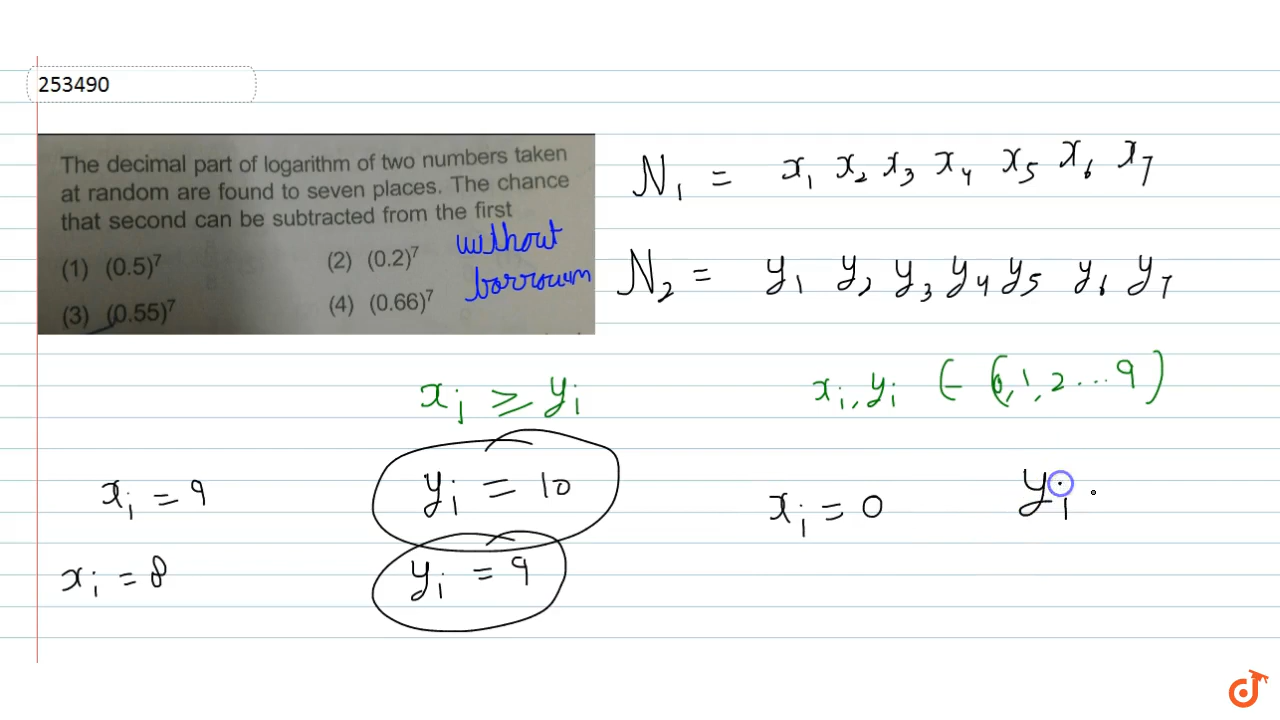 253490
The decimal part of logarithm of two numbers taken
at random are found to seven places. The chance
that second can be subtracted from the first
without
borrowing
(1) (0.5)⁷ (2) (0.2)⁷
(3) (0.55)⁷ (4) (0.66)⁷
N₁ = x₁ x₂ x₃ x₄ x₅ x₆ x₇
N₂ = y₁ y₂ y₃ y₄ y₅ y₆ y₇
xᵢ ≥ yᵢ
xᵢ, yᵢ (- (0, 1, 2 ... 9)
xᵢ = 9 yᵢ = 10
xᵢ = 0 yᵢ
xᵢ = 8 yᵢ = 9